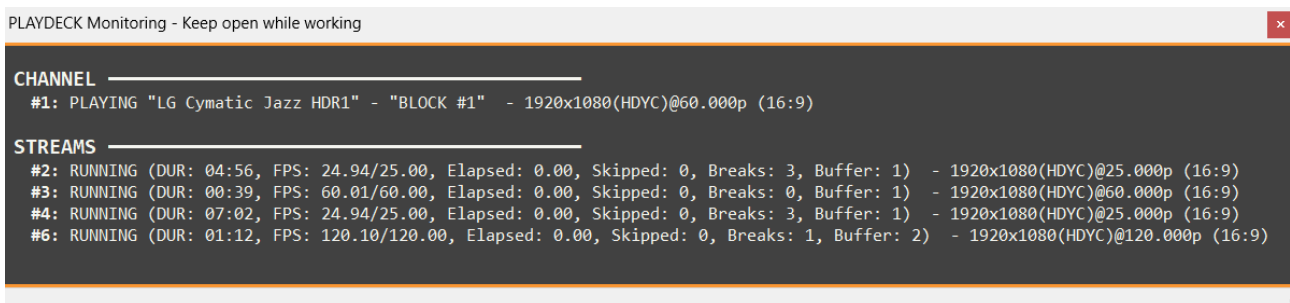 PLAYDECK Monitoring - Keep open while working
CHANNEL
#1: PLAYING "LG Cymatic Jazz HDR1" - "BLOCK #1" - 1920x1080(HDYC)@60.000p (16:9)
STREAMS
#2: RUNNING (DUR: 04:56, FPS: 24.94/25.00, Elapsed: 0.00, Skipped: 0, Breaks: 3, Buffer: 1) - 1920x1080(HDYC)@25.000p (16:9)
#3: RUNNING (DUR: 00:39, FPS: 60.01/60.00, Elapsed: 0.00, Skipped: 0, Breaks: 0, Buffer: 1) - 1920x1080(HDYC)@60.000p (16:9)
#4: RUNNING (DUR: 07:02, FPS: 24.94/25.00, Elapsed: 0.00, Skipped: 0, Breaks: 3, Buffer: 1) - 1920x1080(HDYC)@25.000p (16:9)
#6: RUNNING (DUR: 01:12, FPS: 120.10/120.00, Elapsed: 0.00, Skipped: 0, Breaks: 1, Buffer: 2) - 1920x1080(HDYC)@120.000p (16:9)